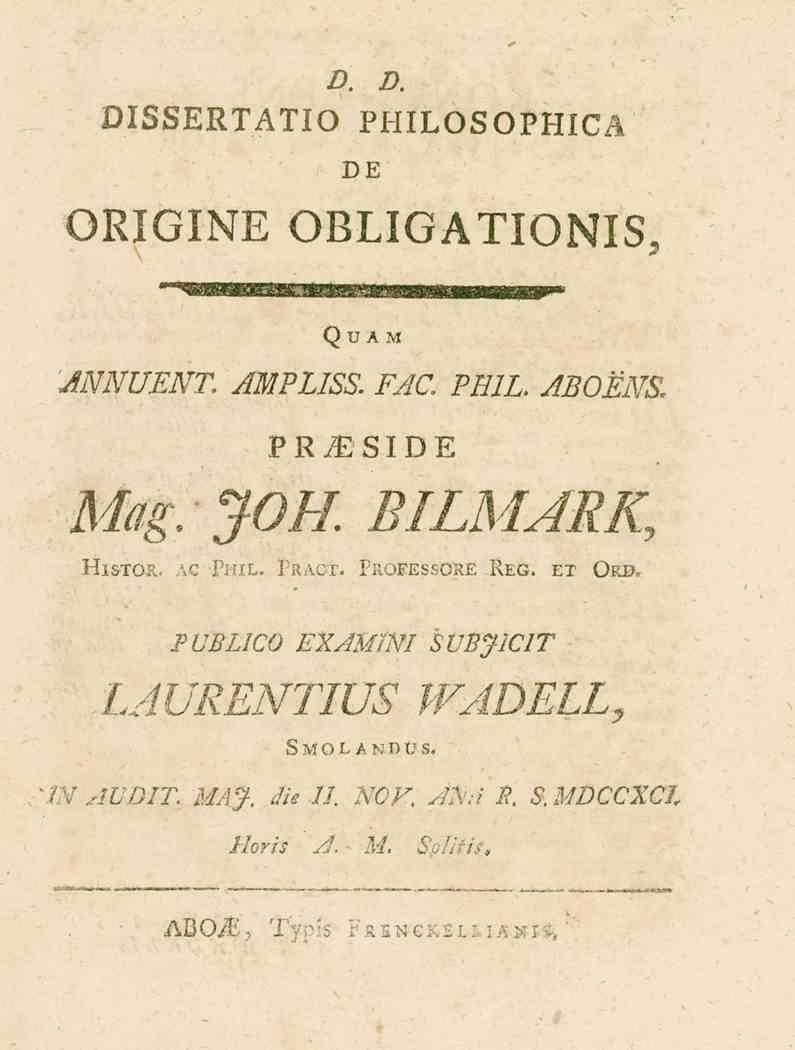 D. D.
DISSERTATIO PHILOSOPHICA
DE
ORIGINE OBLIGATIONIS,
QUAM
ANNUENT. AMPLISS. FAC. PHIL. ABOËNS.
PRÆSIDE
Mag. JOH. BILMARK,
HISTOR. AC PHIL. PRACT. PROFESSORE REG. ET ORD.
PUBLICO EXAMINI SUBJICIT
LAURENTIUS WADELL,
SMOLANDUS.
IN AUDIT. MAJ. die II. NOV. ANni R. S. MDCCXCI.
Horis A. M. Solitis,
ABOÆ, Typis FRENCKELLIANIS,